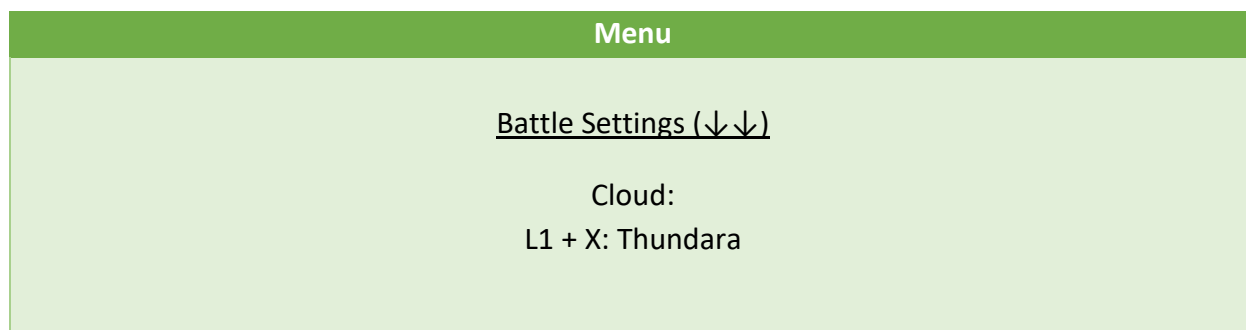 Menu
Battle Settings (↓↓)
Cloud:
L1 + X: Thundara